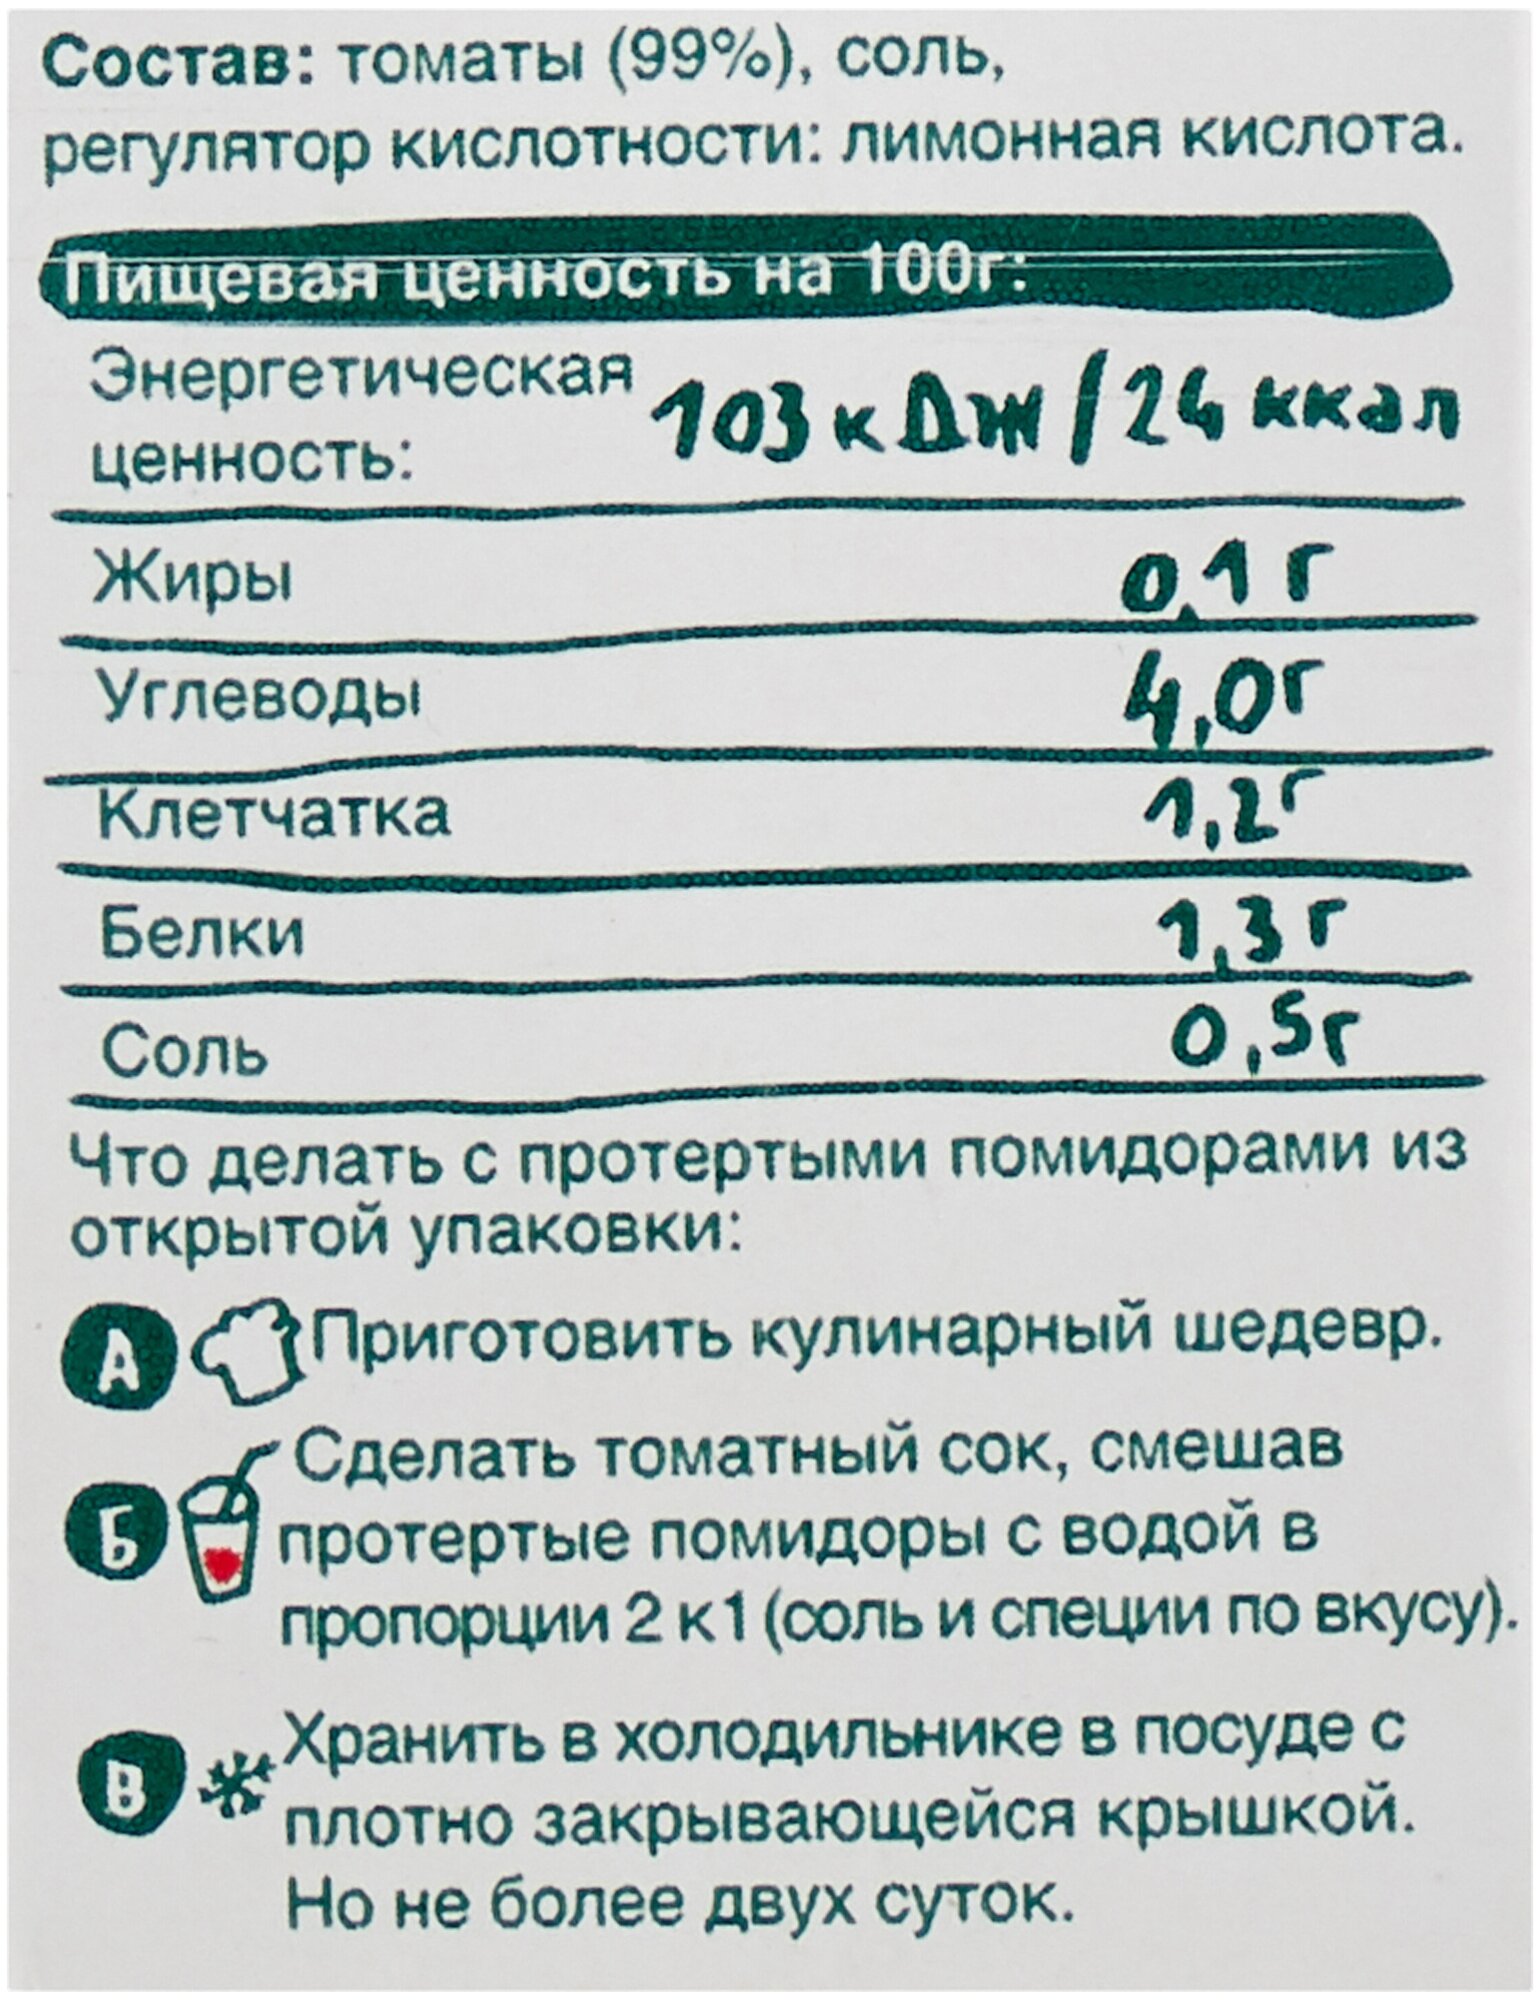 Состав: томаты (99%), соль,
регулятор кислотности: лимонная кислота.
Пищевая ценность на 100г:
Энергетическая
ценность: 103 кДж / 24 ккал
Жиры 0,1 г
Углеводы 4,0г
Клетчатка 1,2г
Белки 1,3 г
Соль 0,5г
Что делать с протертыми помидорами из
открытой упаковки:
А Приготовить кулинарный шедевр.
Сделать томатный сок, смешав
Б протертые помидоры с водой в
пропорции 2 к 1 (соль и специи по вкусу).
В Хранить в холодильнике в посуде с
плотно закрывающейся крышкой.
Но не более двух суток.